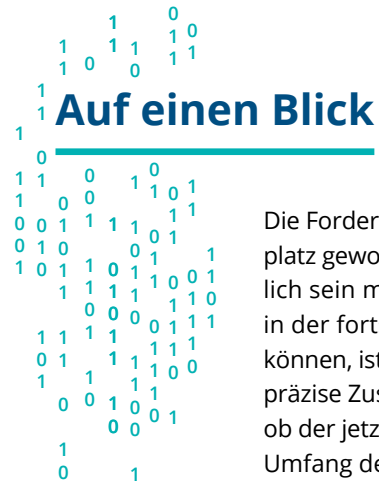 Auf einen Blick
Die Forder
platz gewo
lich sein m
in der fort
können, ist
präzise Zus
ob der jetz
Umfang de